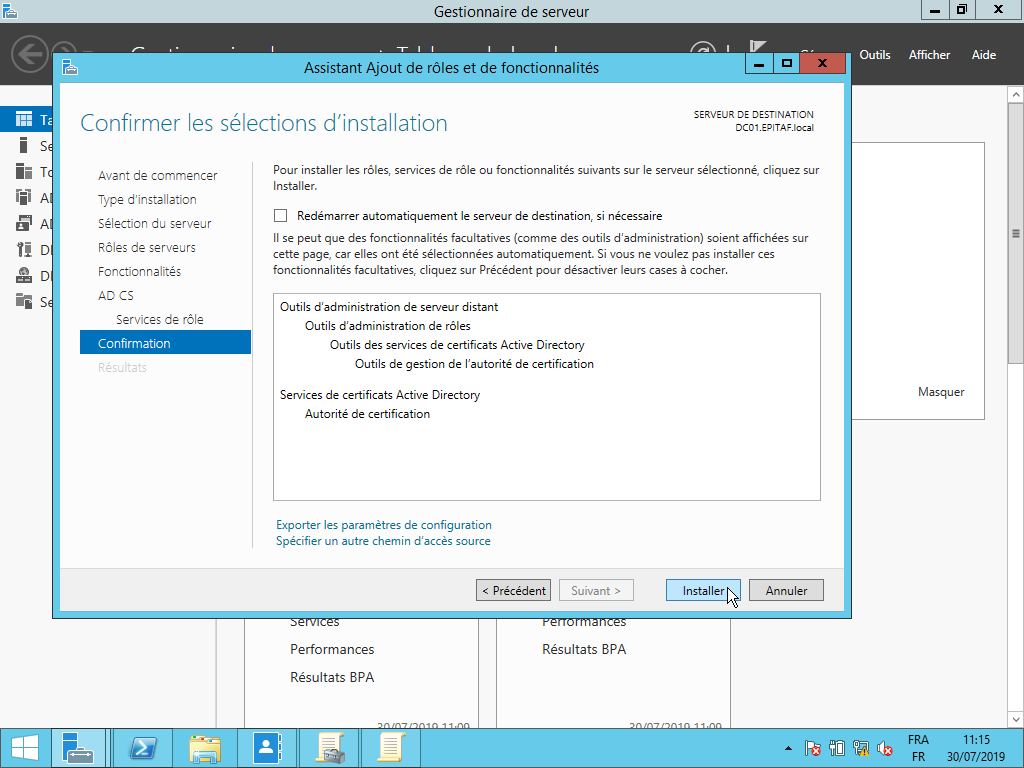 Gestionnaire de serveur
Outils
Afficher
Aide
Assistant Ajout de rôles et de fonctionnalités
Confirmer les sélections d’installation
SERVEUR DE DESTINATION
DC01.EPITAF.local
Avant de commencer
Type d’installation
Sélection du serveur
Rôles de serveurs
Fonctionnalités
AD CS
Services de rôle
Confirmation
Résultats
Pour installer les rôles, services de rôle ou fonctionnalités suivants sur le serveur sélectionné, cliquez sur
Installer.
Redémarrer automatiquement le serveur de destination, si nécessaire
Il se peut que des fonctionnalités facultatives (comme des outils d’administration) soient affichées sur
cette page, car elles ont été sélectionnées automatiquement. Si vous ne voulez pas installer ces
fonctionnalités facultatives, cliquez sur Précédent pour désactiver leurs cases à cocher.
Outils d’administration de serveur distant
Outils d’administration de rôles
Outils des services de certificats Active Directory
Outils de gestion de l’autorité de certification
Services de certificats Active Directory
Autorité de certification
Exporter les paramètres de configuration
Spécifier un autre chemin d’accès source
< Précédent
Suivant >
Installer
Annuler
Masquer
Services
Performances
Résultats BPA
30/07/2019 11:09
Performances
Résultats BPA
30/07/2019 11:09
FRA
FR
11:15
30/07/2019